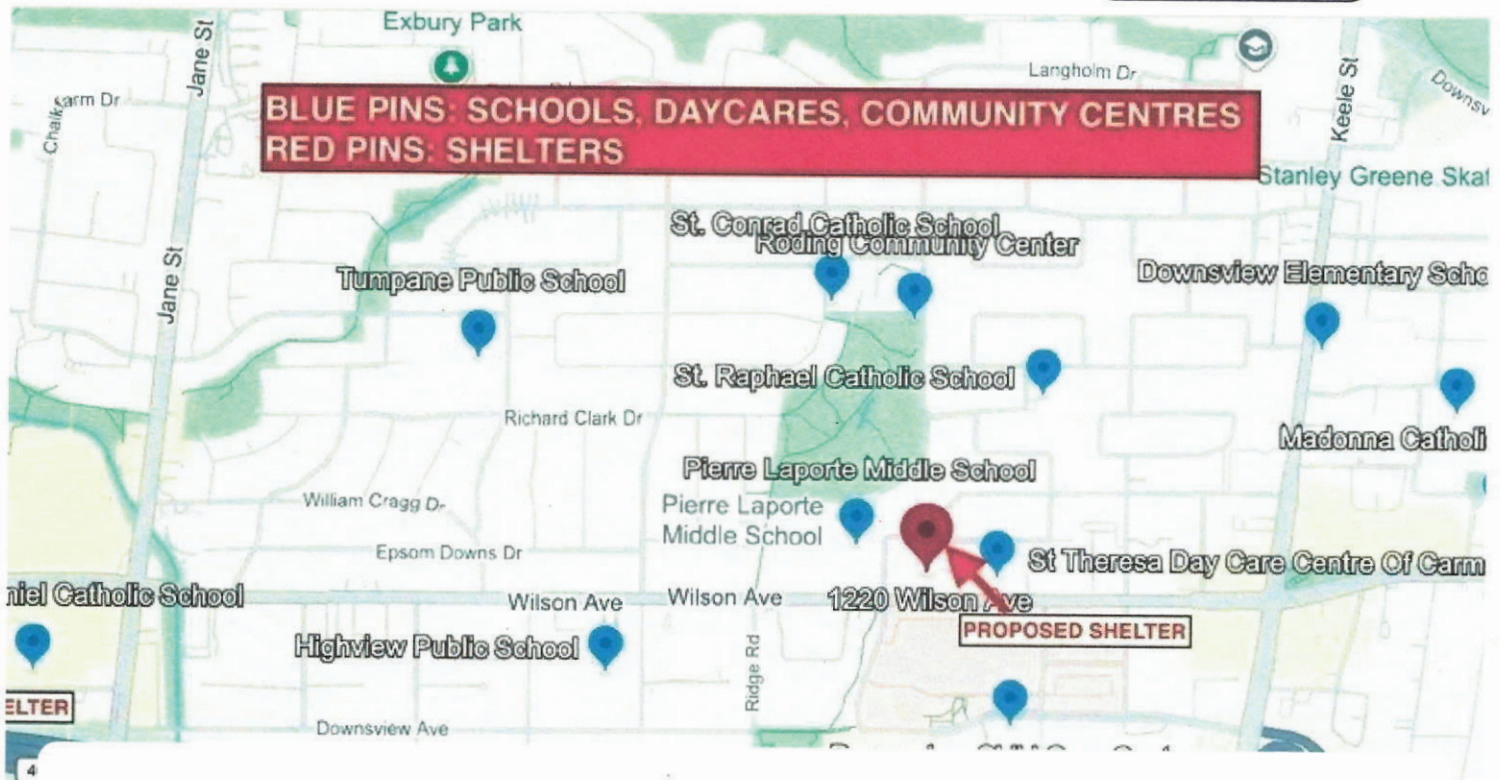 Exbury Park
Jane St
Langholm Dr
Keele St
BLUE PINS: SCHOOLS, DAYCARES, COMMUNITY CENTRES
RED PINS: SHELTERS
arm Dr
Chalk
Downsv
Stanley Greene Skat
St. Conrad Catholic School
Roding Community Center
Tumpane Public School
Downsview Elementary Scho
Jane St
St. Raphael Catholic School
Richard Clark Dr
Madonna Catholi
Pierre Laporte Middle School
William Cragg Dr
Pierre Laporte
Middle School
Epsom Downs Dr
St Theresa Day Care Centre Of Carm
niel Catholic School
Wilson Ave
Wilson Ave
1220 Wilson Ave
PROPOSED SHELTER
Highview Public School
Ridge Rd
ELTER
Downsview Ave
4